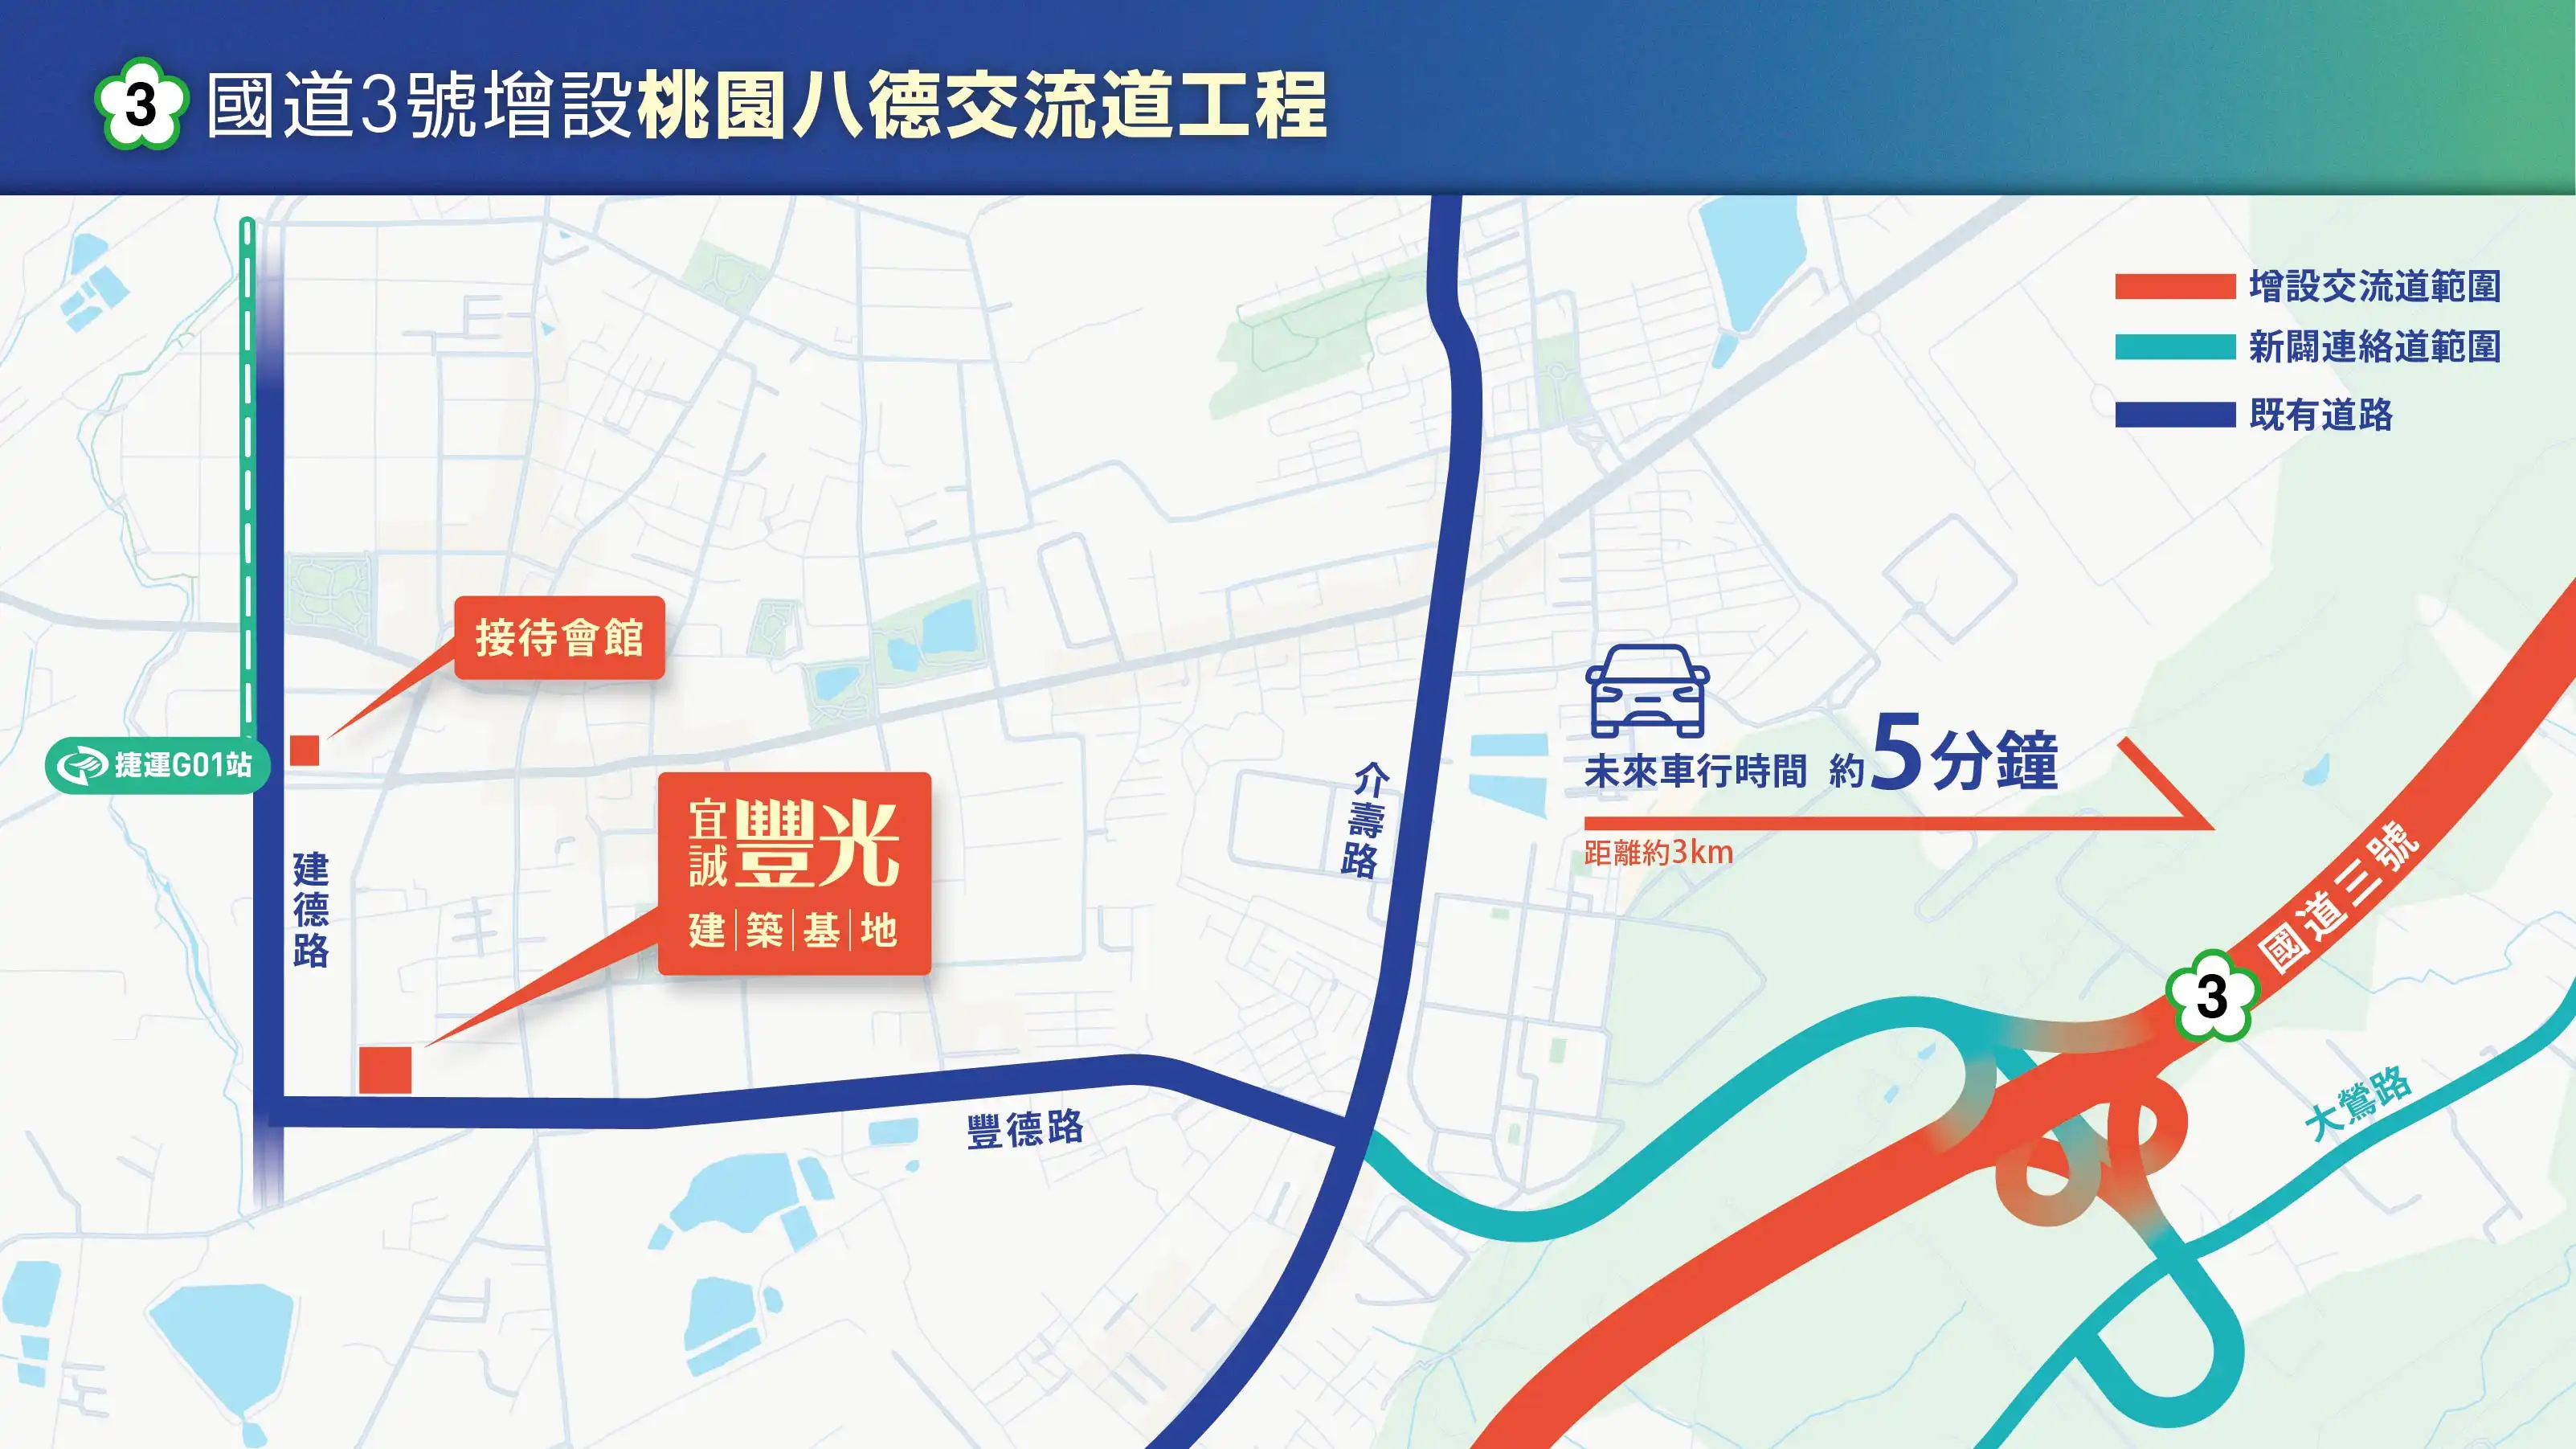 3 國道3號增設桃園八德交流道工程
增設交流道範圍
新闢連絡道範圍
既有道路
接待會館
捷運G01站
宜誠 豐光
建築基地
建德路
介壽路
未來車行時間 約5分鐘
距離約3km
國道三號
3
大鶯路
豐德路